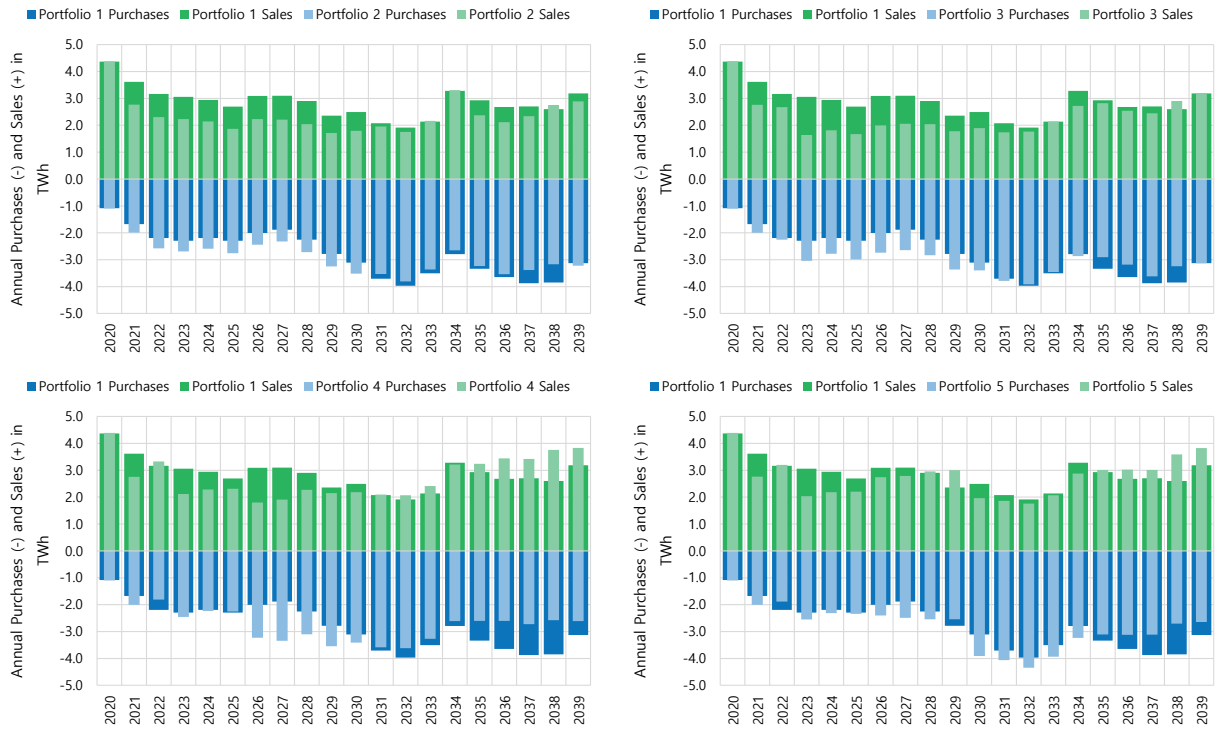 Portfolio 1 Purchases Portfolio 1 Sales Portfolio 2 Purchases Portfolio 2 Sales
Annual Purchases (-) and Sales (+) in
TWh
5.0
4.0
3.0
2.0
1.0
0.0
-1.0
-2.0
-3.0
-4.0
-5.0
2020 2021 2022 2023 2024 2025 2026 2027 2028 2029 2030 2031 2032 2033 2034 2035 2036 2037 2038 2039
Portfolio 1 Purchases Portfolio 1 Sales Portfolio 3 Purchases Portfolio 3 Sales
Annual Purchases (-) and Sales (+) in
TWh
5.0
4.0
3.0
2.0
1.0
0.0
-1.0
-2.0
-3.0
-4.0
-5.0
2020 2021 2022 2023 2024 2025 2026 2027 2028 2029 2030 2031 2032 2033 2034 2035 2036 2037 2038 2039
Portfolio 1 Purchases Portfolio 1 Sales Portfolio 4 Purchases Portfolio 4 Sales
Annual Purchases (-) and Sales (+) in
TWh
5.0
4.0
3.0
2.0
1.0
0.0
-1.0
-2.0
-3.0
-4.0
-5.0
2020 2021 2022 2023 2024 2025 2026 2027 2028 2029 2030 2031 2032 2033 2034 2035 2036 2037 2038 2039
Portfolio 1 Purchases Portfolio 1 Sales Portfolio 5 Purchases Portfolio 5 Sales
Annual Purchases (-) and Sales (+) in
TWh
5.0
4.0
3.0
2.0
1.0
0.0
-1.0
-2.0
-3.0
-4.0
-5.0
2020 2021 2022 2023 2024 2025 2026 2027 2028 2029 2030 2031 2032 2033 2034 2035 2036 2037 2038 2039